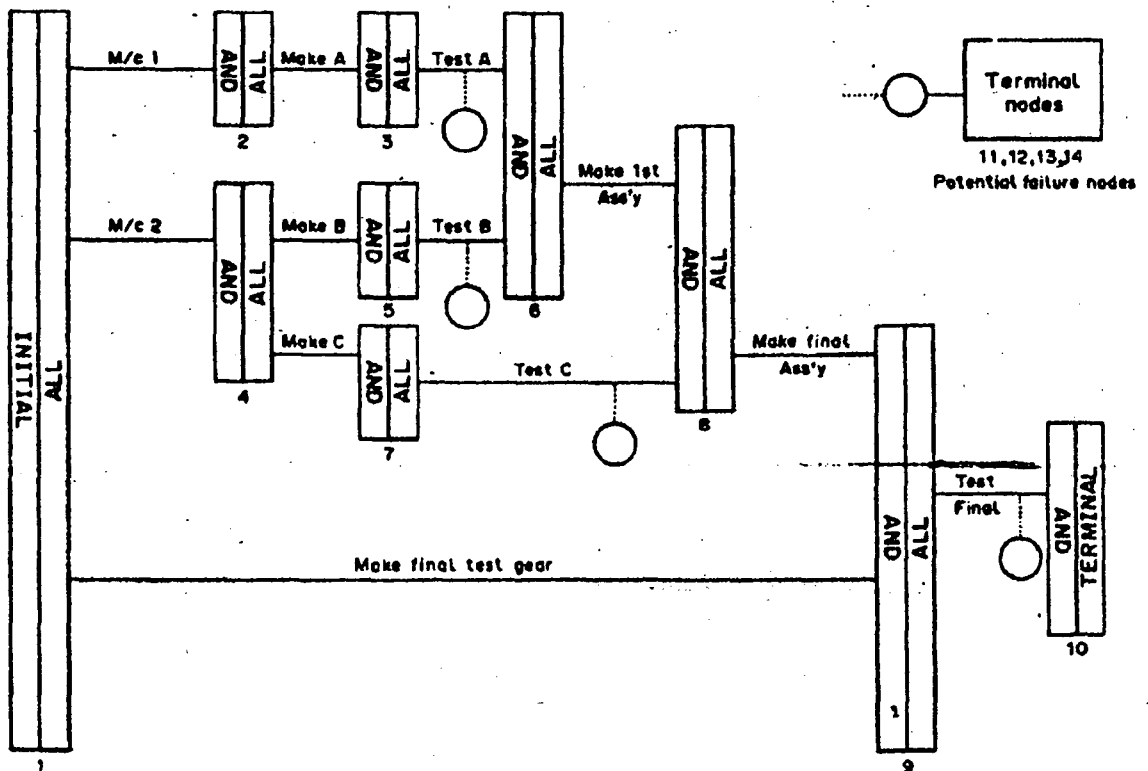 INITIAL
ALL
1
M/c 1
AND
ALL
2
Make A
AND
ALL
3
Test A
AND
ALL
6
M/c 2
AND
ALL
4
Make B
AND
ALL
5
Test B
Make C
AND
ALL
7
Test C
Make 1st
Ass'y
AND
ALL
8
Make final
Ass'y
Make final test gear
AND
ALL
9
Test
Final
AND
TERMINAL
10
Terminal
nodes
11,12,13,14
Potential failure nodes